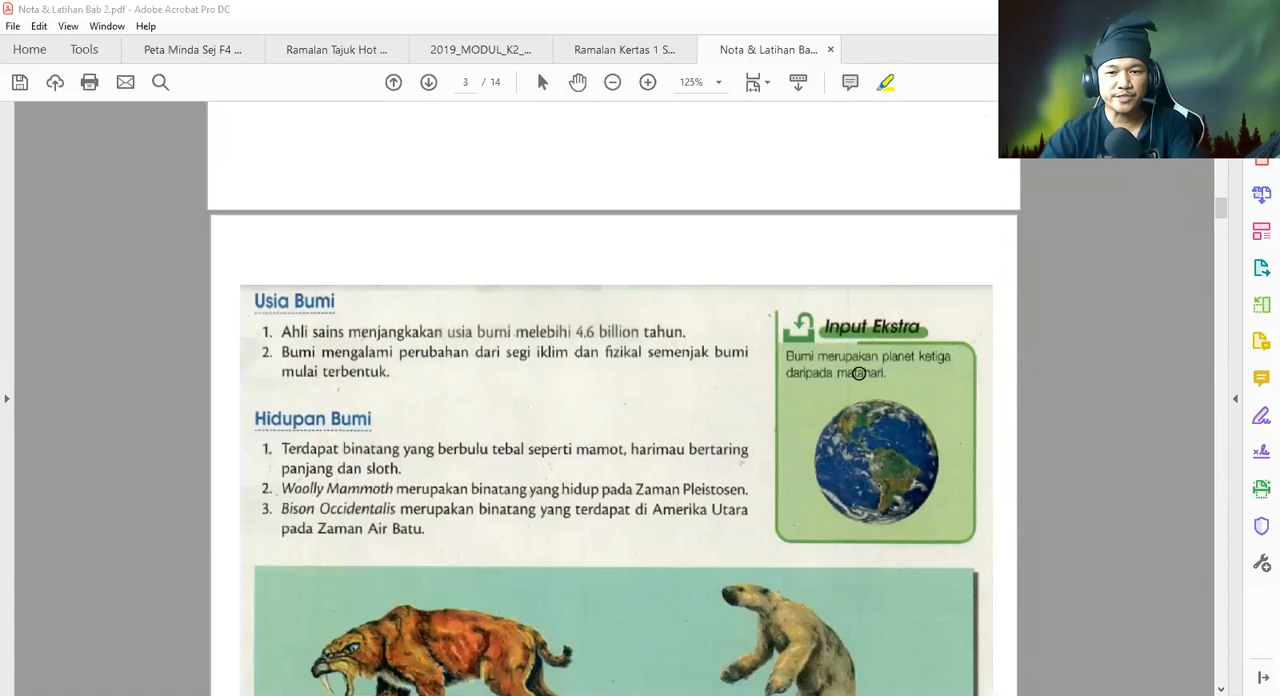 Nota & Latihan Bab 2.pdf - Adobe Acrobat Pro DC
File Edit View Window Help
Home Tools Peta Minda Sej F4 ... Ramalan Tajuk Hot ... 2019_MODUL_K2_... Ramalan Kertas 1 S... Nota & Latihan Ba... ×
3 / 14 125%
Usia Bumi
1. Ahli sains menjangkakan usia bumi melebihi 4.6 billion tahun.
2. Bumi mengalami perubahan dari segi iklim dan fizikal semenjak bumi
mulai terbentuk.
Hidupan Bumi
1. Terdapat binatang yang berbulu tebal seperti mamot, harimau bertaring
panjang dan sloth.
2. Woolly Mammoth merupakan binatang yang hidup pada Zaman Pleistosen.
3. Bison Occidentalis merupakan binatang yang terdapat di Amerika Utara
pada Zaman Air Batu.
Input Ekstra
Bumi merupakan planet ketiga
daripada matahari.